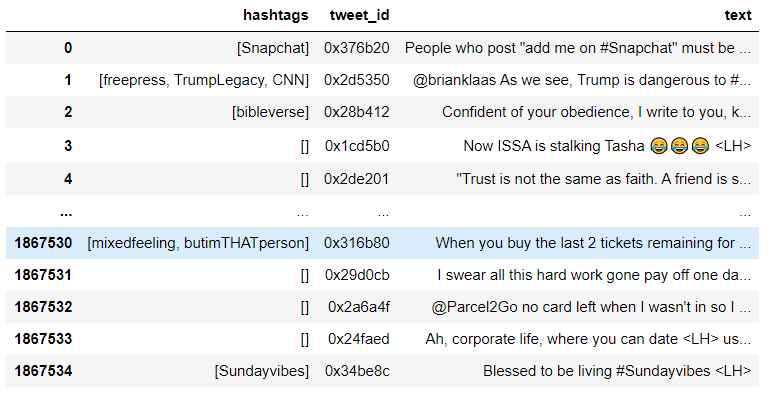 hashtags tweet_id text
0 [Snapchat] 0x376b20 People who post "add me on #Snapchat" must be ...
1 [freepress, TrumpLegacy, CNN] 0x2d5350 @brianklaas As we see, Trump is dangerous to #...
2 [bibleverse] 0x28b412 Confident of your obedience, I write to you, k...
3 [] 0x1cd5b0 Now ISSA is stalking Tasha 😂😂😂 <LH>
4 [] 0x2de201 "Trust is not the same as faith. A friend is s...
... ... ... ...
1867530 [mixedfeeling, butimTHATperson] 0x316b80 When you buy the last 2 tickets remaining for ...
1867531 [] 0x29d0cb I swear all this hard work gone pay off one da...
1867532 [] 0x2a6a4f @Parcel2Go no card left when I wasn't in so I ...
1867533 [] 0x24faed Ah, corporate life, where you can date <LH> us...
1867534 [Sundayvibes] 0x34be8c Blessed to be living #Sundayvibes <LH>